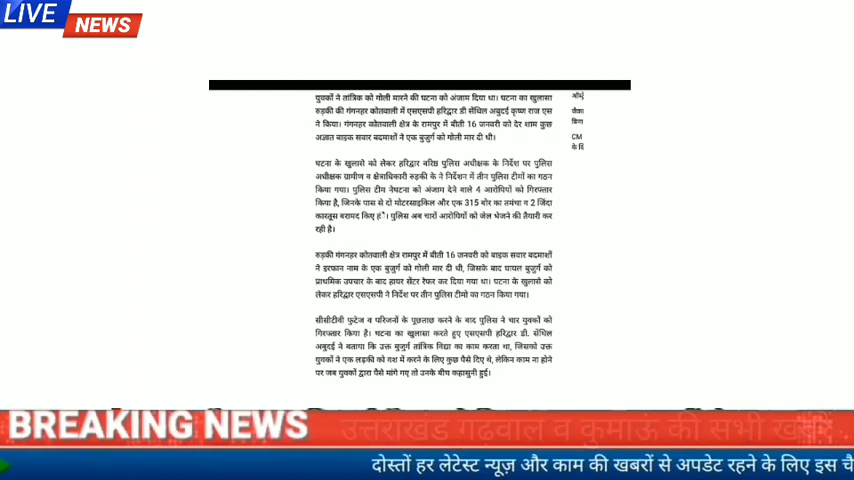 LIVE
NEWS
युवकों ने तांत्रिक को गोली मारने की घटना को अंजाम दिया था। घटना का खुलासा
रुड़की की गंगनहर कोतवाली में एसएसपी हरिद्वार डी सेंथिल अबुदई कृष्ण राज एस
ने किया। गंगनहर कोतवाली क्षेत्र के रामपुर में बीती 16 जनवरी को देर शाम कुछ
अज्ञात बाइक सवार बदमाशों ने एक बुजुर्ग को गोली मार दी थी।
CM
के
घटना के खुलासे को लेकर हरिद्वार वरिष्ठ पुलिस अधीक्षक के निर्देश पर पुलिस
अधीक्षक ग्रामीण व क्षेत्राधिकारी रुड़की के ने निर्देशन में तीन पुलिस टीमों का गठन
किया गया। पुलिस टीम नेघटना को अंजाम देने वाले 4 आरोपियों को गिरफ्तार
किया है, जिनके पास से दो मोटरसाइकिल और एक 315 बोर का तमंचा व 2 जिंदा
कारतूस बरामद किए हंै। पुलिस अब चारों आरोपियों को जेल भेजने की तैयारी कर
रही है।
रुड़की गंगनहर कोतवाली क्षेत्र रामपुर में बीती 16 जनवरी को बाइक सवार बदमाशों
ने इरफान नाम के एक बुजुर्ग को गोली मार दी थी, जिसके बाद घायल बुजुर्ग को
प्राथमिक उपचार के बाद हायर सेंटर रैफर कर दिया गया था। घटना के खुलासे को
लेकर हरिद्वार एसएसपी ने निर्देश पर तीन पुलिस टीमो का गठन किया गया।
सीसीटीवी फुटेज व परिजनों के पूछताछ करने के बाद पुलिस ने चार युवकों को
गिरफ्तार किया है। घटना का खुलासा करते हुए एसएसपी हरिद्वार डी. सेंथिल
अबुदई ने बताया कि उक्त बुजुर्ग तांत्रिक विद्या का काम करता था, जिसको उक्त
युवकों ने एक लड़की को वश में करने के लिए कुछ पैसे दिए थे, लेकिन काम ना होने
पर जब युवकों द्वारा पैसे मांगे गए तो उनके बीच कहासुनी हुई।
BREAKING NEWS
उत्तराखंड गढ़वाल व कुमाऊं की सभी
दोस्तों हर लेटेस्ट न्यूज़ और काम की खबरों से अपडेट रहने के लिए इस